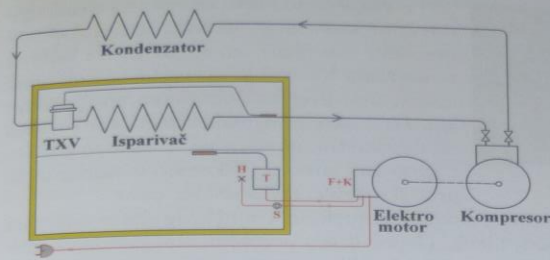 Kondenzator
TXV
Isparivač
H
T
F+K
S
Elektro
motor
Kompresor